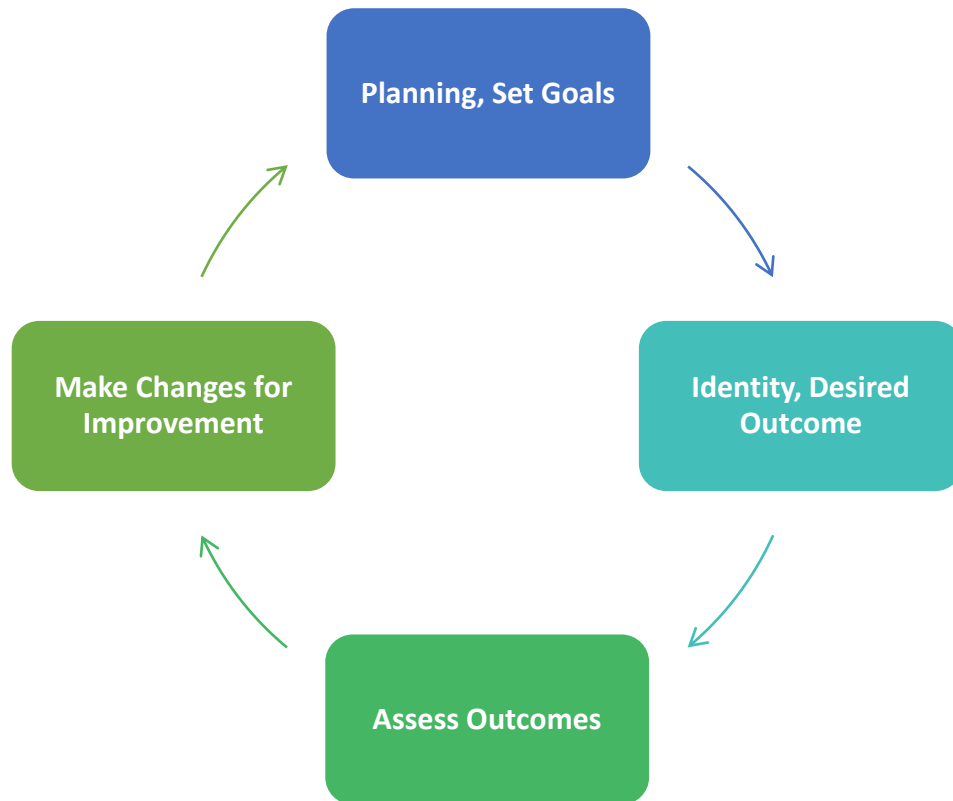 Planning, Set Goals
Identity, Desired
Outcome
Assess Outcomes
Make Changes for
Improvement